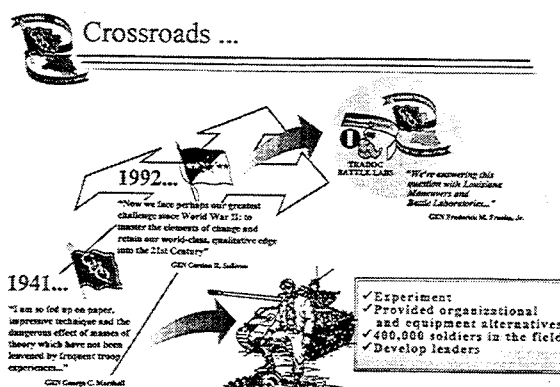 Crossroads ...
1992...
"Now we face perhaps our greatest
challenge since World War II: to
master the elements of change and
retain our world-class, qualitative edge
into the 21st Century"
GEN Gordon R. Sullivan
TRADOC
BATTLE LABS
"We're answering this
question with Louisiana
Maneuvers and
Battle Laboratories..."
GEN Frederick M. Franks, Jr.
1941...
"I am so fed up on paper,
impressive technique and the
dangerous effect of masses of
theory which have not been
leavened by frequent troop
experiences..."
GEN George C. Marshall
✓Experiment
✓Provided organizational
and equipment alternatives
✓400,000 soldiers in the field
✓Develop leaders